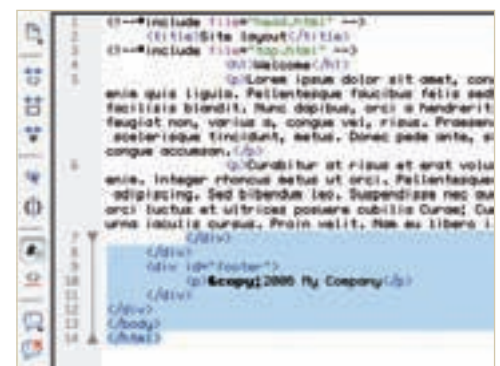 1 <!--#include file="head.html" -->
2 <title>Site layout</title>
3 <!--#include file="top.html" -->
4 <h1>Welcome</h1>
5 <p>Lorem ipsum dolor sit amet, con
enim quis ligula. Pellentesque faucibus felis sed
facilisis blandit. Nunc dapibus, orci a hendrerit
feugiat non, varius a, congue vel, risus. Praesen
scelerisque tincidunt, metus. Donec pede ante, s
congue accumsan.</p>
6 <p>Curabitur at risus et erat volu
enim. Integer rhoncus metus ut orci. Pellentesque
adipiscing. Sed bibendum leo. Suspendisse nec au
orci luctus et ultrices posuere cubilia Curae; Cu
urna iaculis cursus. Proin velit. Nam eu libero i
7 </div>
8 </div>
9 <div id="footer">
10 <p>&copy;2006 My Company</p>
11 </div>
12 </div>
13 </body>
14 </html>